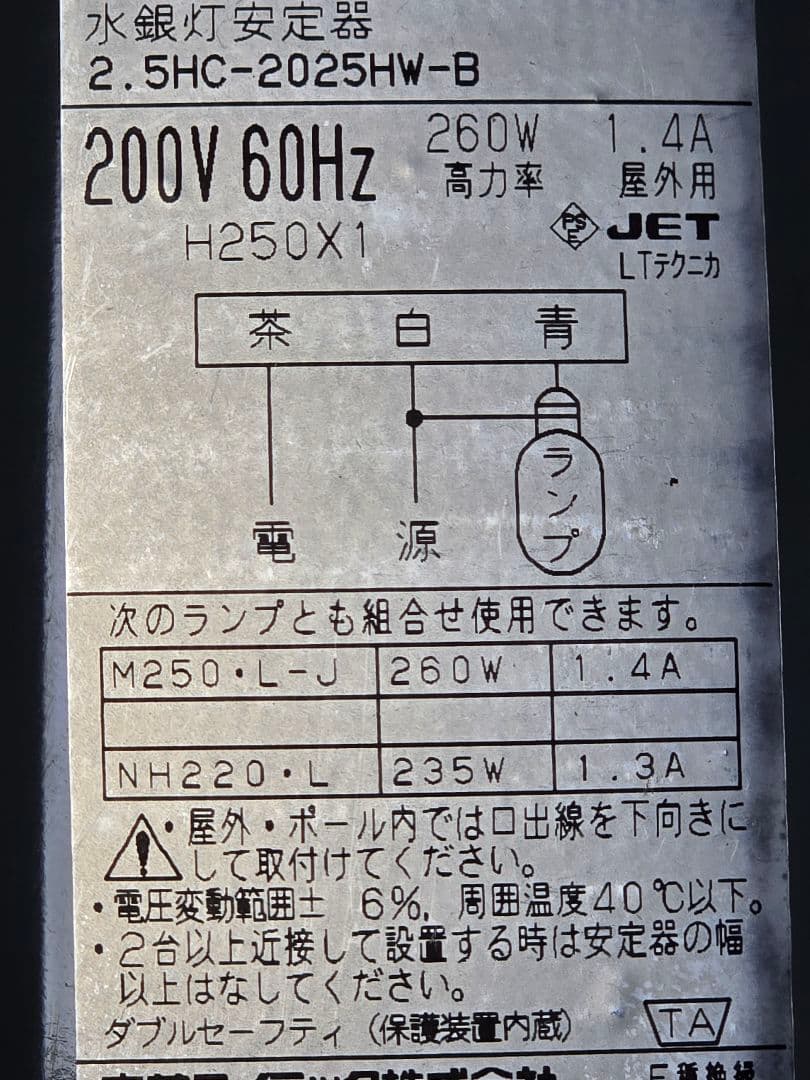 水銀灯安定器
2.5HC-2025HW-B
200V 60Hz 260W 1.4A
高力率 屋外用
H250X1 PSE JET
LTテクニカ
茶 白 青
ランプ
電 源
次のランプとも組合せ使用できます。
M250・L-J 260W 1.4A
NH220・L 235W 1.3A
・屋外・ポール内では口出線を下向きに
して取付けてください。
・電圧変動範囲± 6%, 周囲温度40℃以下。
・2台以上近接して設置する時は安定器の幅
以上はなしてください。
ダブルセーフティ(保護装置内蔵) TA